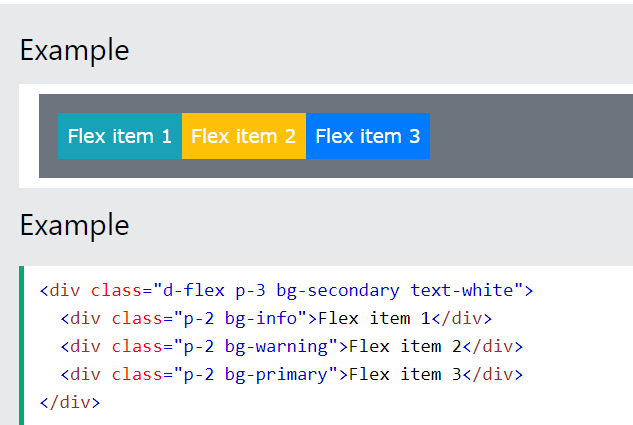 Example
Flex item 1 Flex item 2 Flex item 3
Example
<div class="d-flex p-3 bg-secondary text-white">
  <div class="p-2 bg-info">Flex item 1</div>
  <div class="p-2 bg-warning">Flex item 2</div>
  <div class="p-2 bg-primary">Flex item 3</div>
</div>